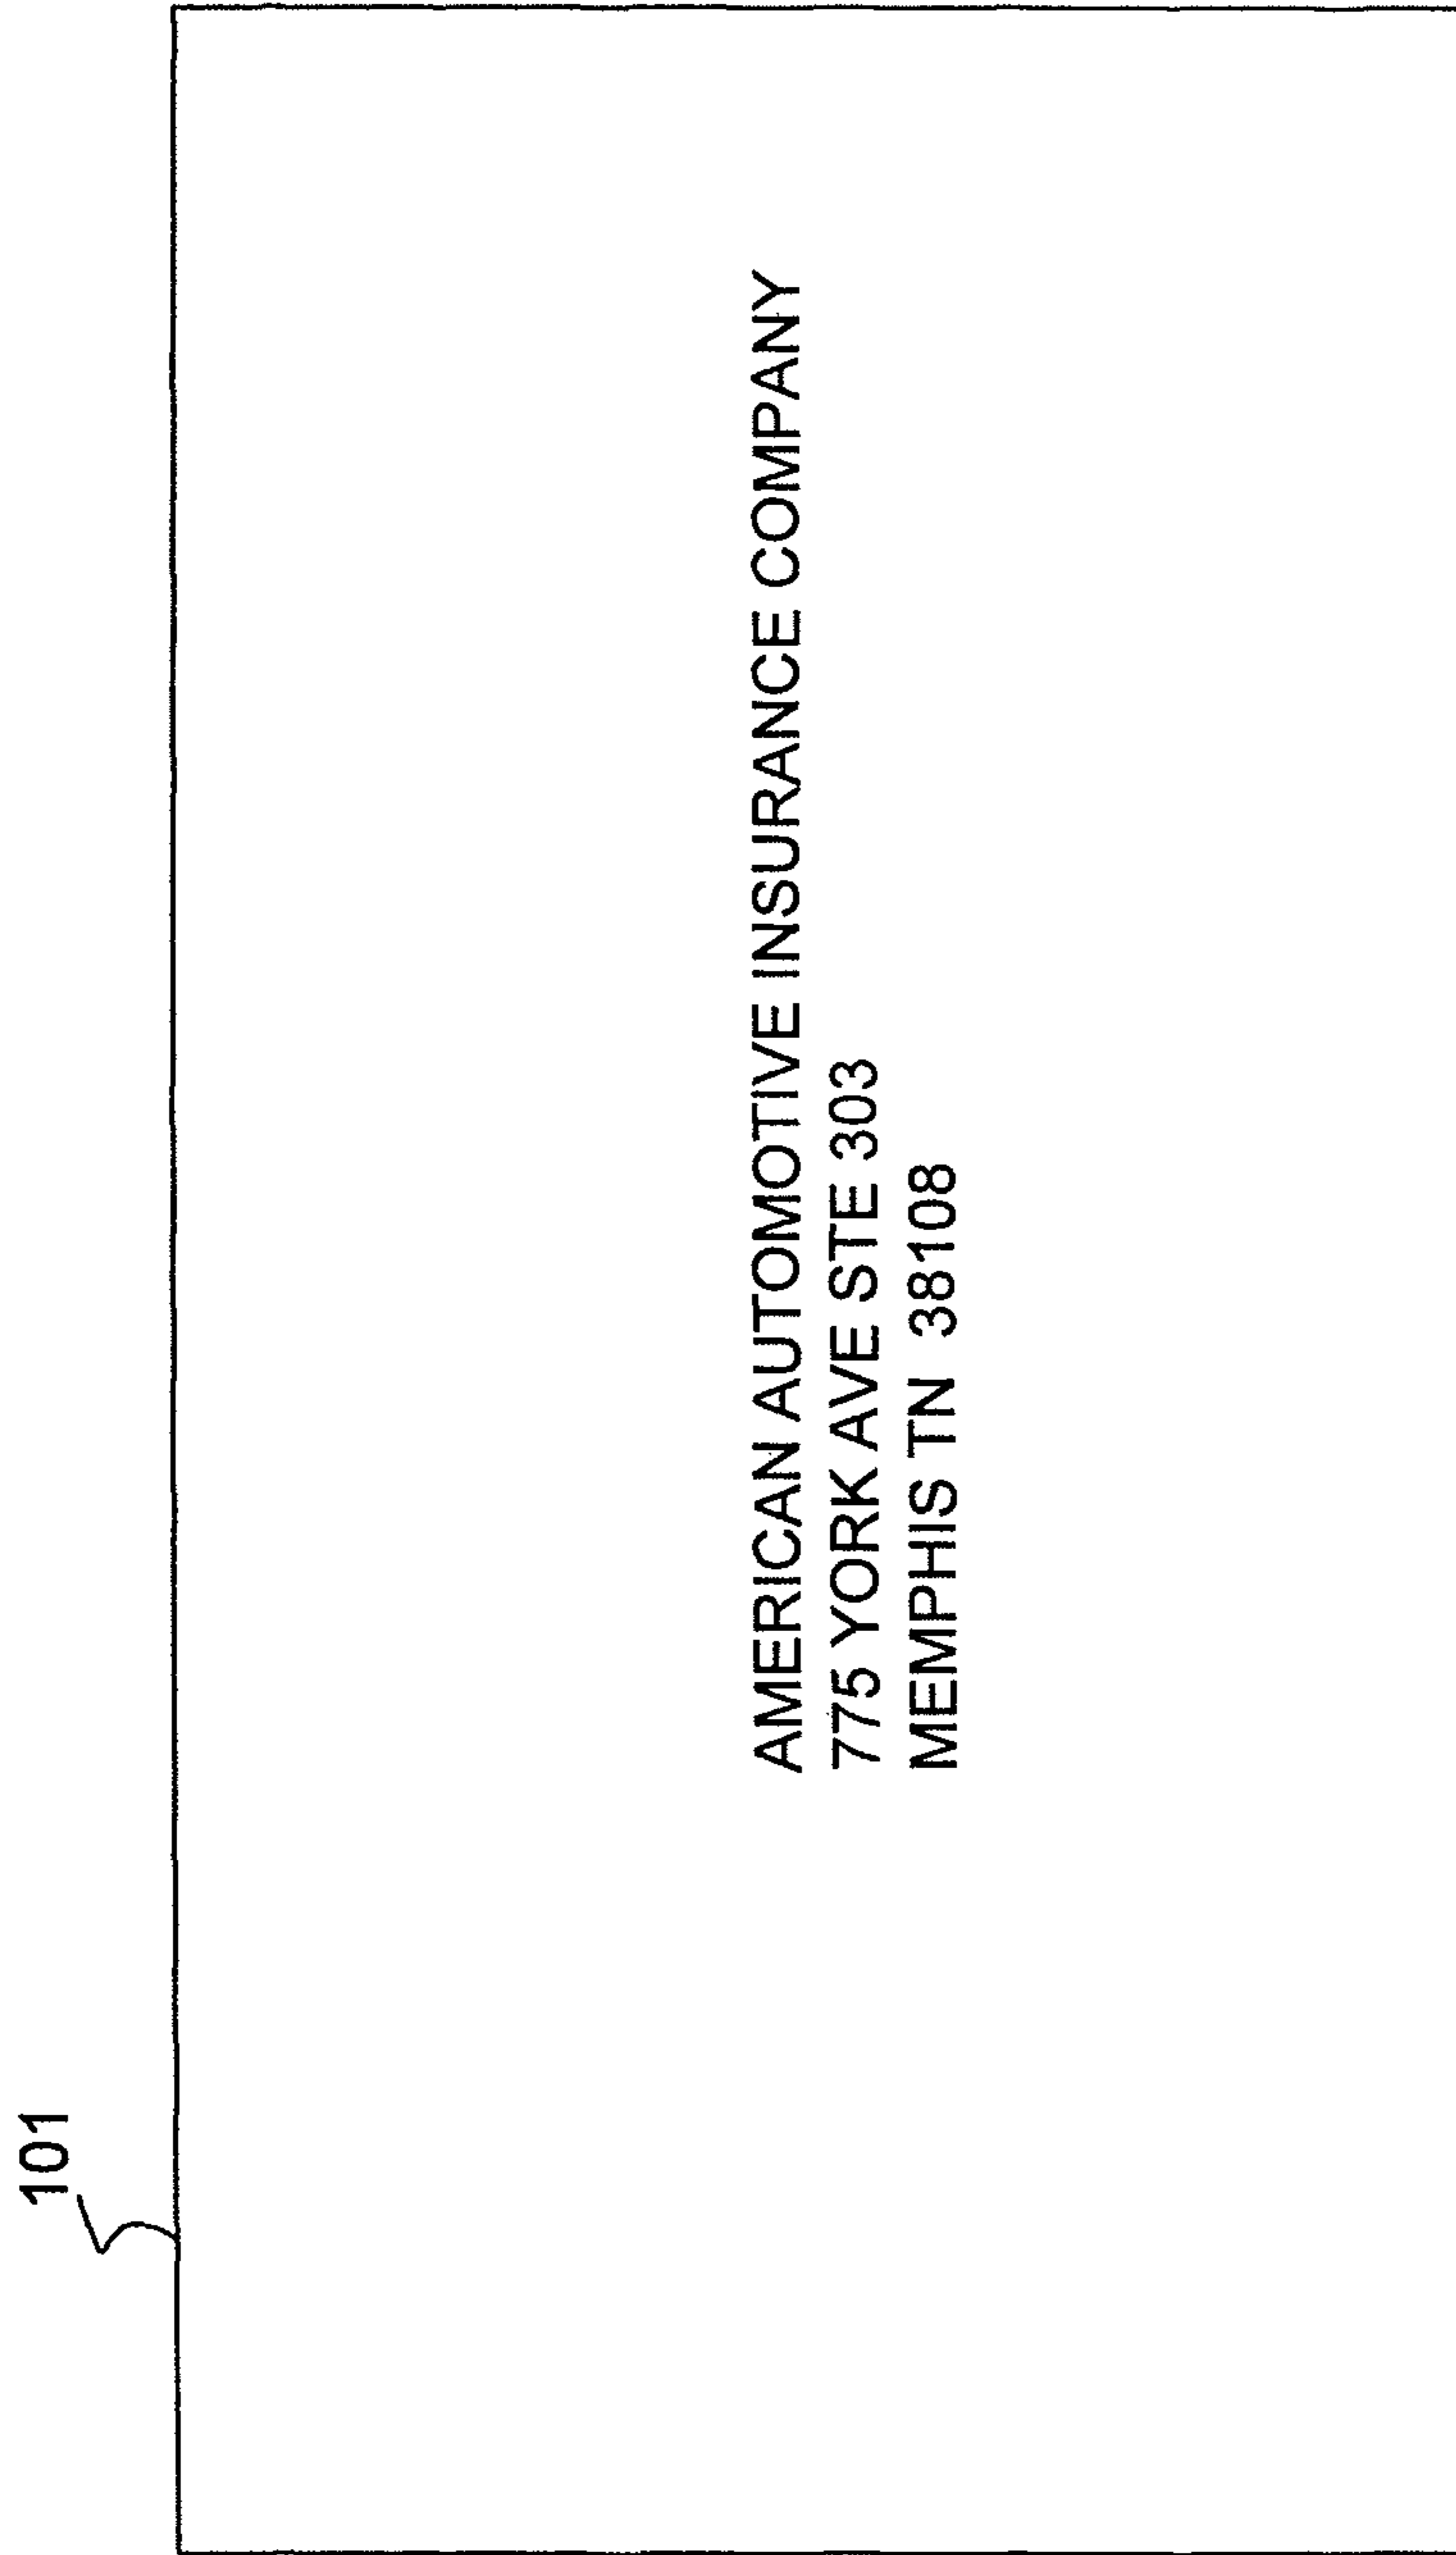 101
AMERICAN AUTOMOTIVE INSURANCE COMPANY
775 YORK AVE STE 303
MEMPHIS TN  38108